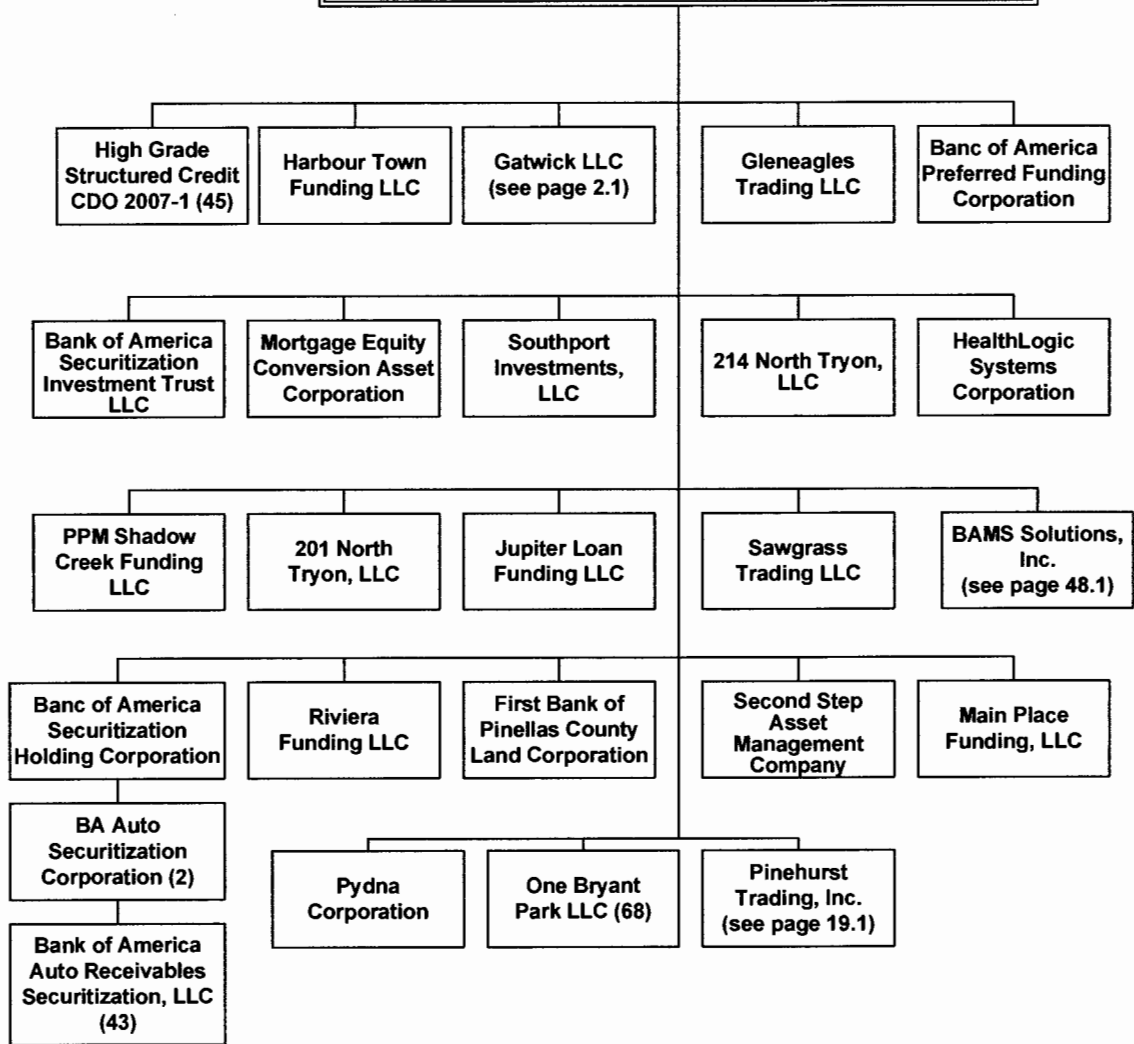 High Grade
Structured Credit
CDO 2007-1 (45)
Harbour Town
Funding LLC
Gatwick LLC
(see page 2.1)
Gleneagles
Trading LLC
Banc of America
Preferred Funding
Corporation
Bank of America
Securitization
Investment Trust
LLC
Mortgage Equity
Conversion Asset
Corporation
Southport
Investments,
LLC
214 North Tryon,
LLC
HealthLogic
Systems
Corporation
PPM Shadow
Creek Funding
LLC
201 North
Tryon, LLC
Jupiter Loan
Funding LLC
Sawgrass
Trading LLC
BAMS Solutions,
Inc.
(see page 48.1)
Banc of America
Securitization
Holding Corporation
Riviera
Funding LLC
First Bank of
Pinellas County
Land Corporation
Second Step
Asset
Management
Company
Main Place
Funding, LLC
BA Auto
Securitization
Corporation (2)
Pydna
Corporation
One Bryant
Park LLC (68)
Pinehurst
Trading, Inc.
(see page 19.1)
Bank of America
Auto Receivables
Securitization, LLC
(43)